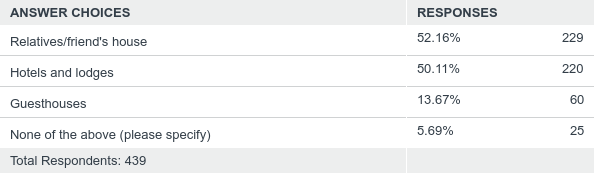 ANSWER CHOICES RESPONSES
Relatives/friend's house 52.16% 229
Hotels and lodges 50.11% 220
Guesthouses 13.67% 60
None of the above (please specify) 5.69% 25
Total Respondents: 439